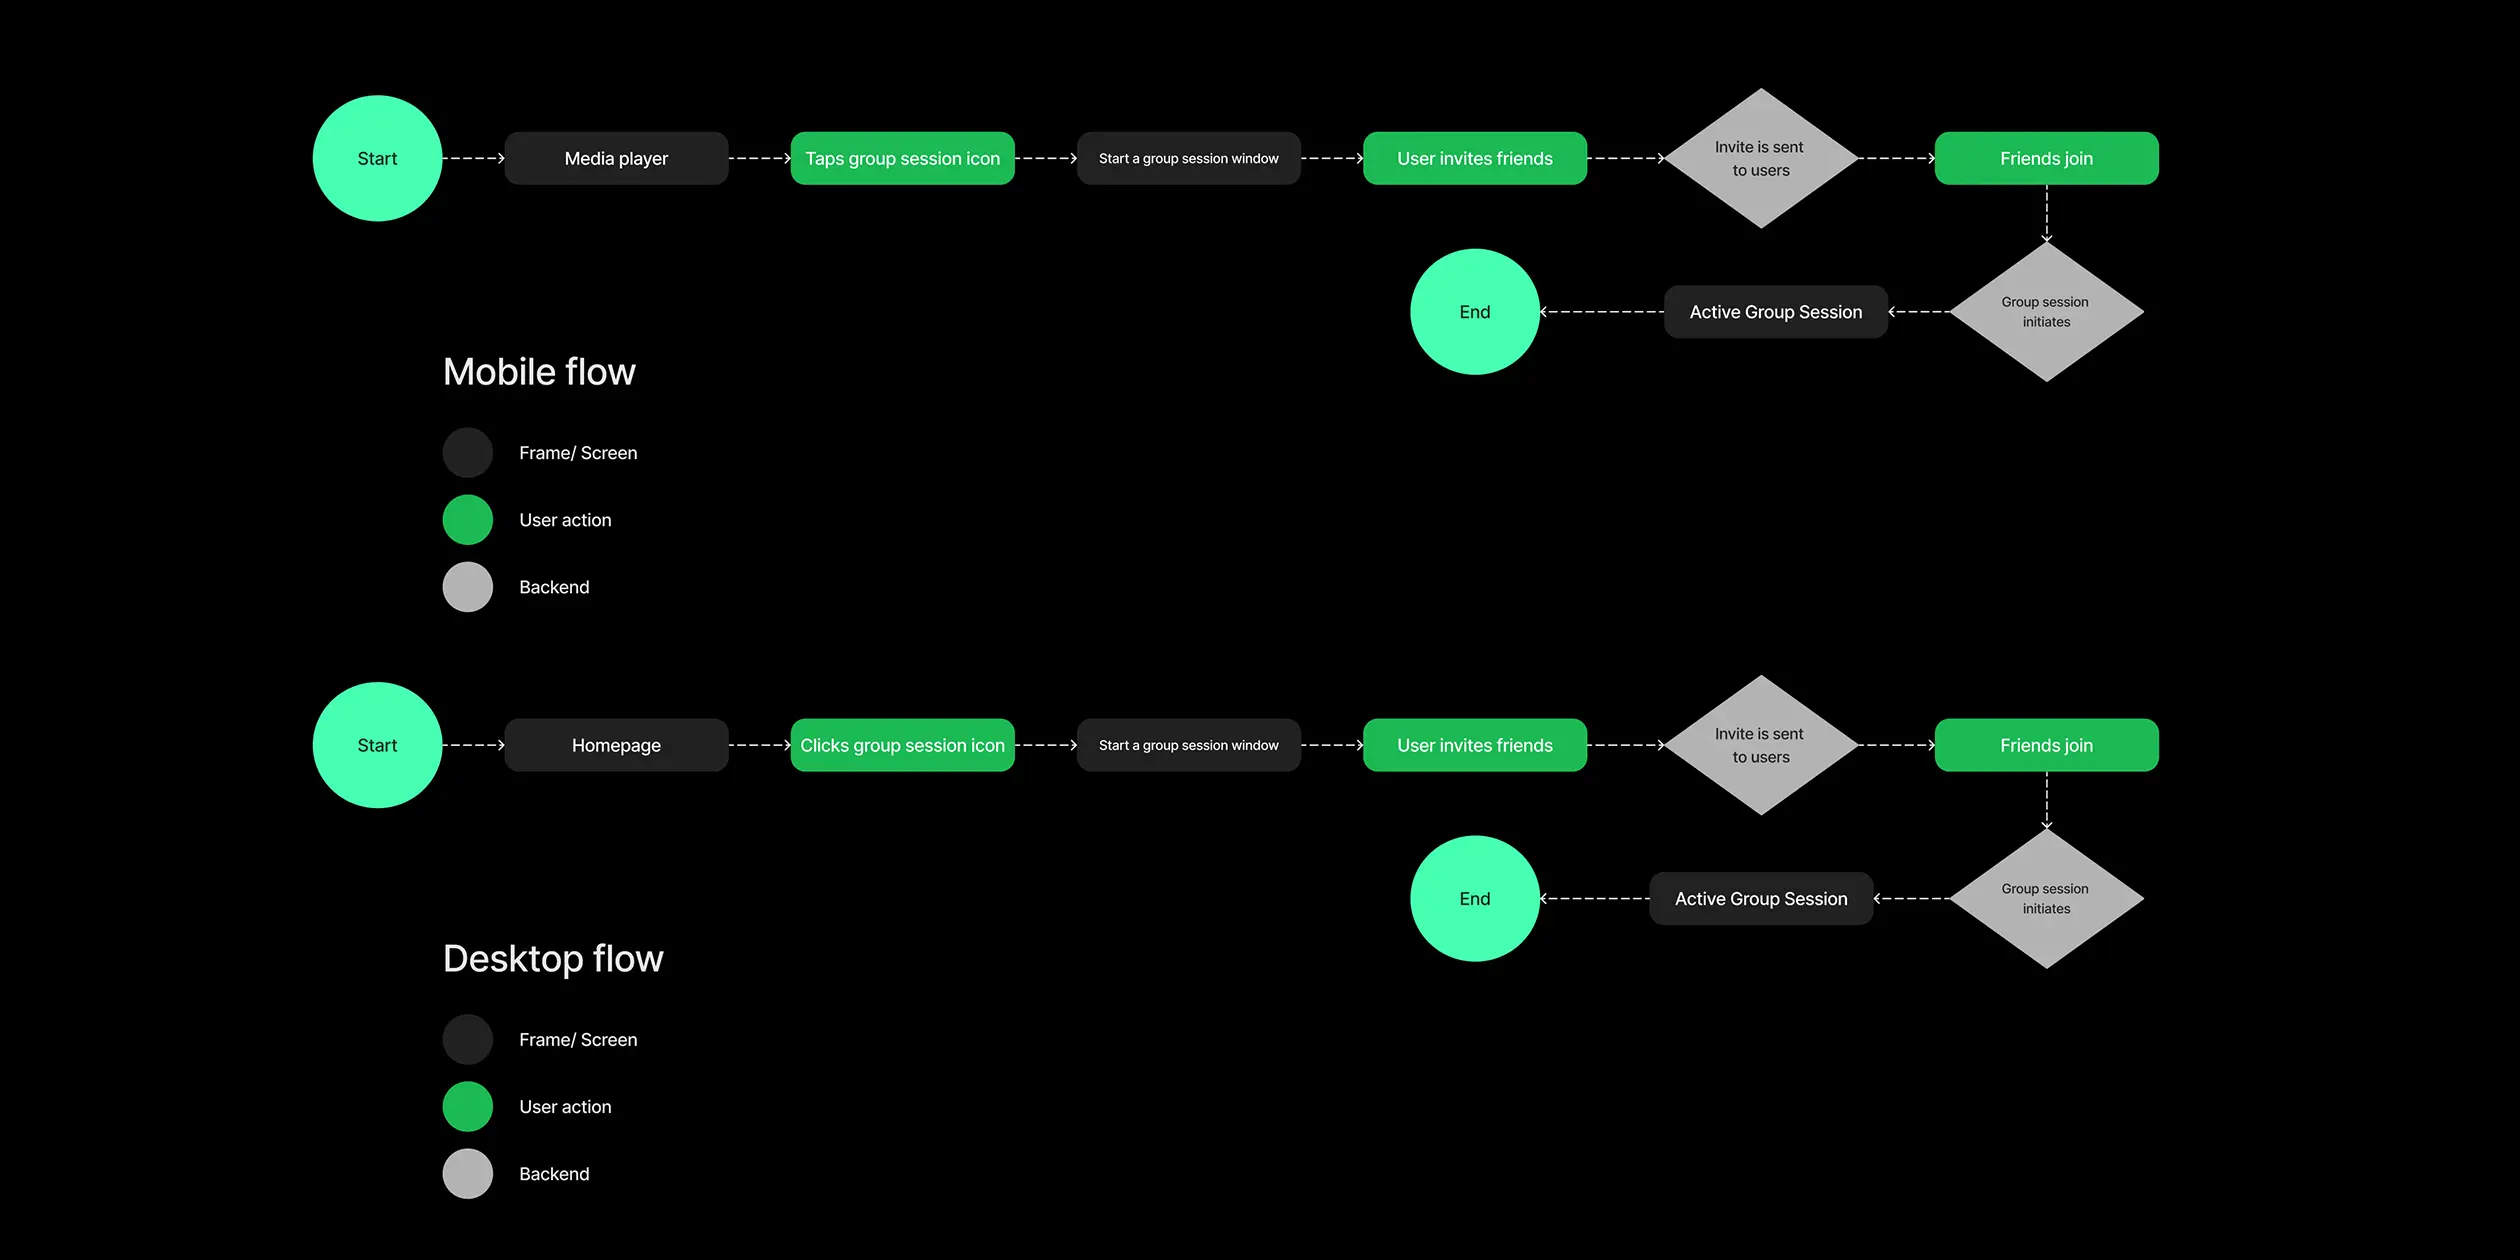 Start
Media player
Taps group session icon
Start a group session window
User invites friends
Invite is sent
to users
Friends join
Group session
initiates
Active Group Session
End
Mobile flow
Frame/ Screen
User action
Backend
Start
Homepage
Clicks group session icon
Start a group session window
User invites friends
Invite is sent
to users
Friends join
Group session
initiates
Active Group Session
End
Desktop flow
Frame/ Screen
User action
Backend